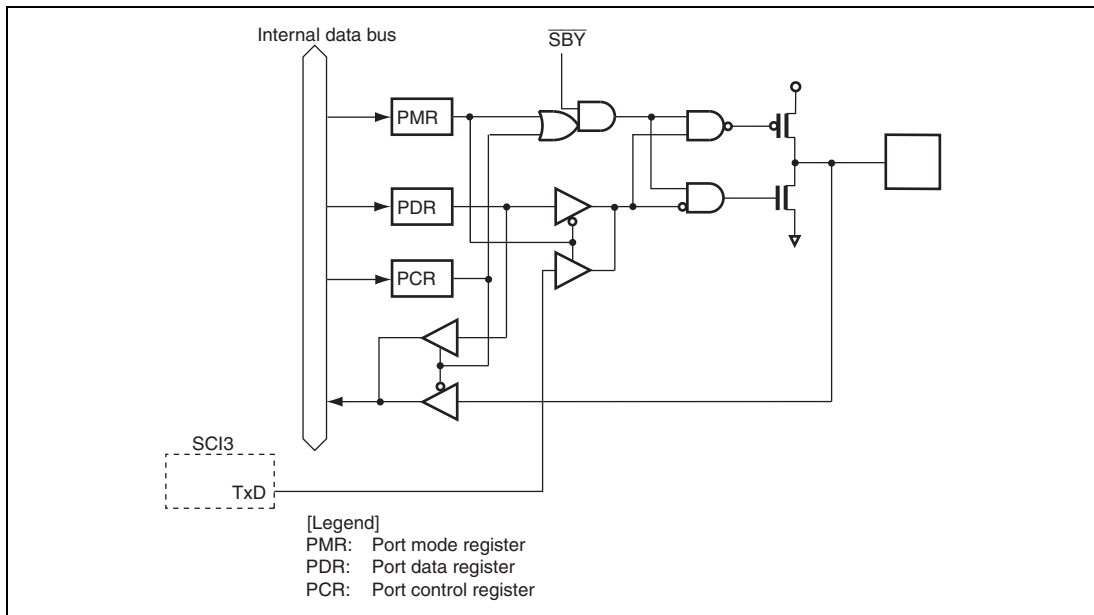 Internal data bus
SBY
PMR
PDR
PCR
SCI3
TxD
[Legend]
PMR: Port mode register
PDR: Port data register
PCR: Port control register